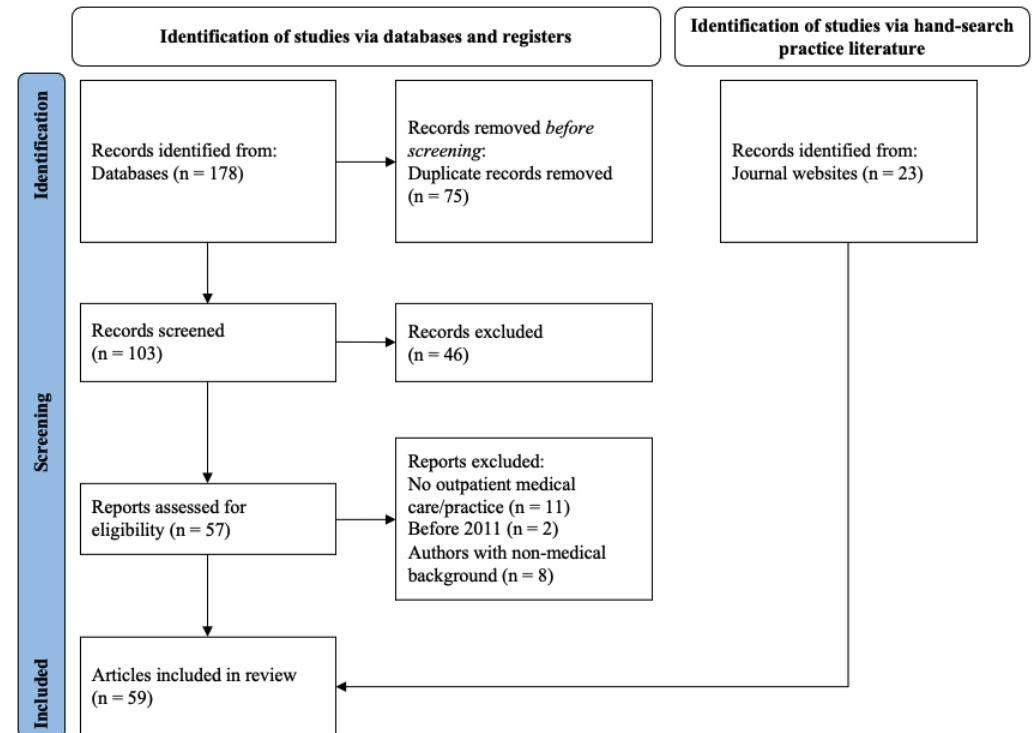 Identification of studies via databases and registers
Identification of studies via hand-search
practice literature
Identification
Records identified from:
Databases (n = 178)
Records removed before
screening:
Duplicate records removed
(n = 75)
Records identified from:
Journal websites (n = 23)
Screening
Records screened
(n = 103)
Records excluded
(n = 46)
Reports assessed for
eligibility (n = 57)
Reports excluded:
No outpatient medical
care/practice (n = 11)
Before 2011 (n = 2)
Authors with non-medical
background (n = 8)
Included
Articles included in review
(n = 59)